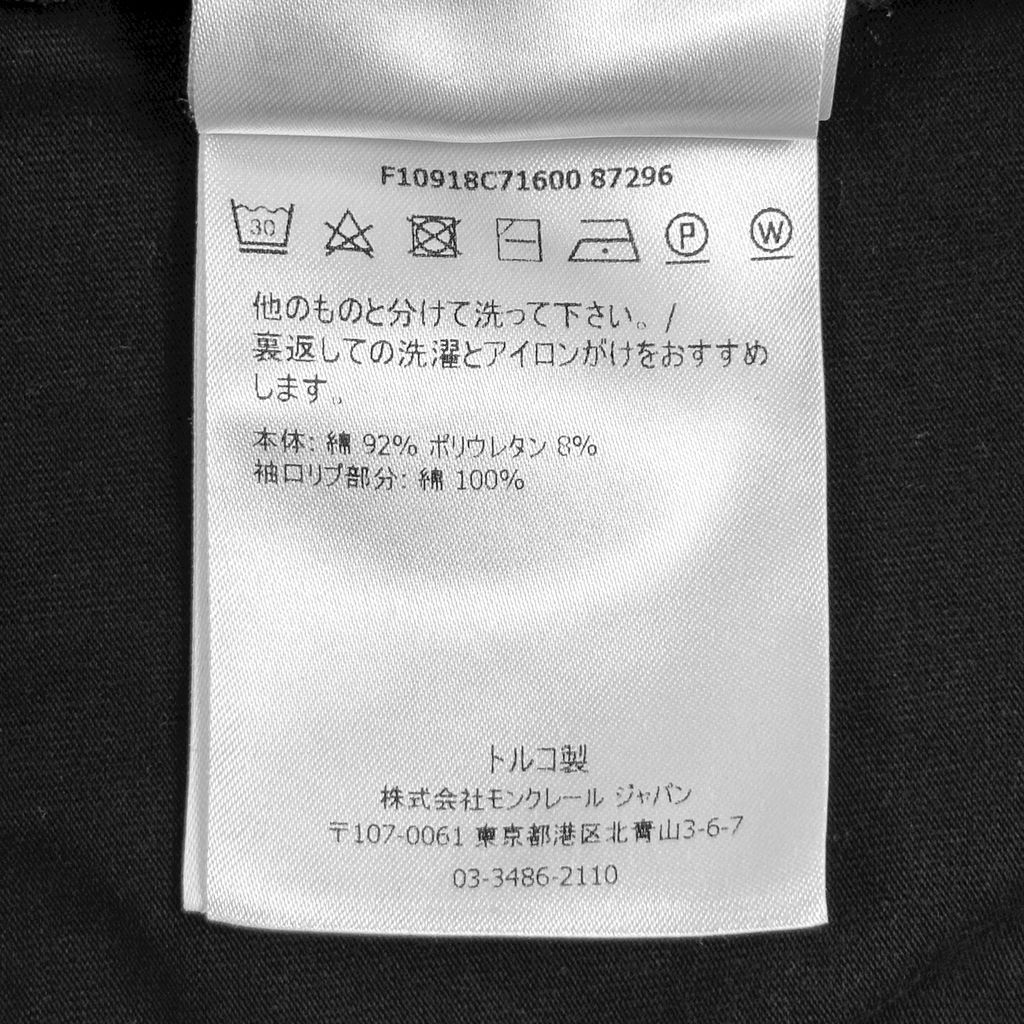 F10918C71600 87296
30
P
W
他のものと分けて洗って下さい。/
裏返しての洗濯とアイロンがけをおすすめ
します。
本体: 綿 92% ポリウレタン 8%
袖口リブ部分: 綿 100%
トルコ製
株式会社モンクレール ジャパン
〒107-0061 東京都港区北青山3-6-7
03-3486-2110